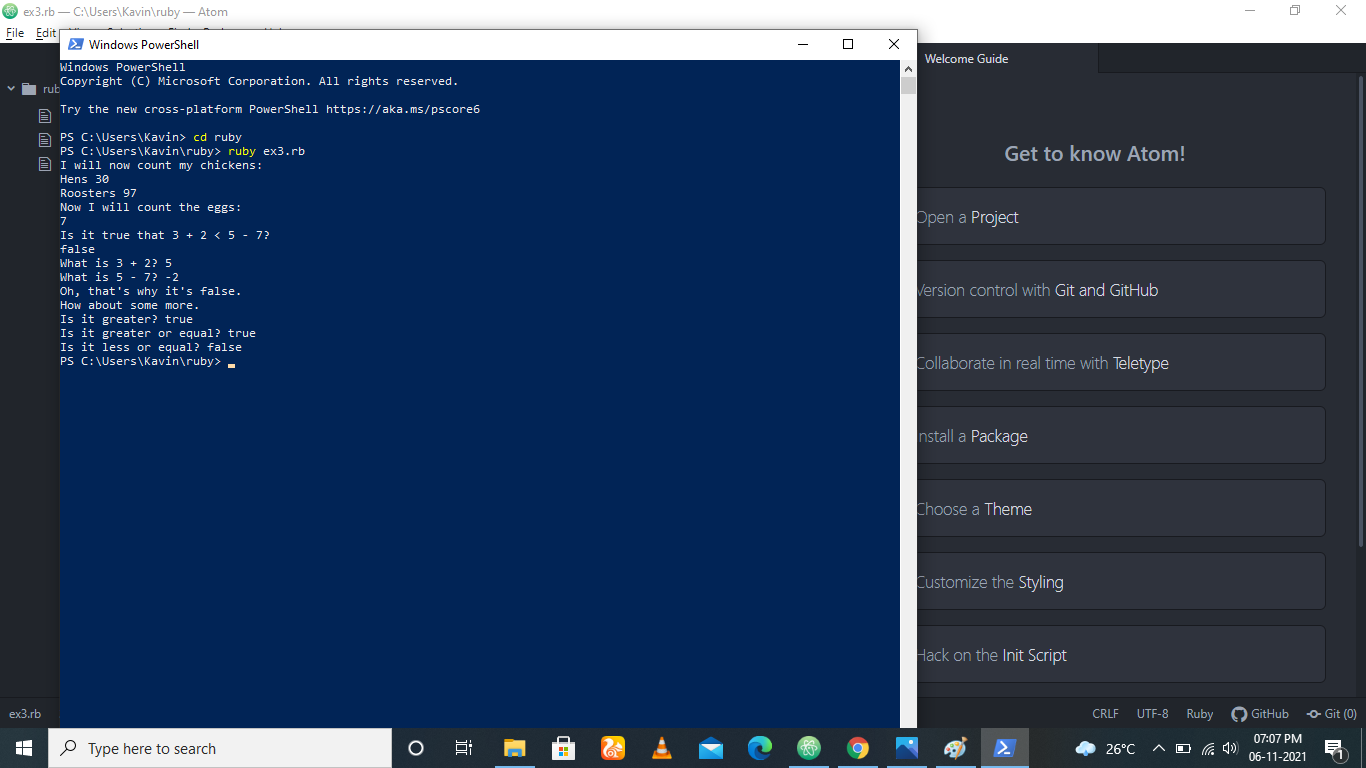 ex3.rb — C:\Users\Kavin\ruby — Atom
File Edit
Windows PowerShell
Windows PowerShell
Copyright (C) Microsoft Corporation. All rights reserved.
Try the new cross-platform PowerShell https://aka.ms/pscore6
PS C:\Users\Kavin> cd ruby
PS C:\Users\Kavin\ruby> ruby ex3.rb
I will now count my chickens:
Hens 30
Roosters 97
Now I will count the eggs:
7
Is it true that 3 + 2 < 5 - 7?
false
What is 3 + 2? 5
What is 5 - 7? -2
Oh, that's why it's false.
How about some more.
Is it greater? true
Is it greater or equal? true
Is it less or equal? false
PS C:\Users\Kavin\ruby>
rub
Welcome Guide
Get to know Atom!
Open a Project
Version control with Git and GitHub
Collaborate in real time with Teletype
Install a Package
Choose a Theme
Customize the Styling
Hack on the Init Script
ex3.rb
CRLF UTF-8 Ruby GitHub Git (0)
Type here to search
26°C
07:07 PM
06-11-2021
1